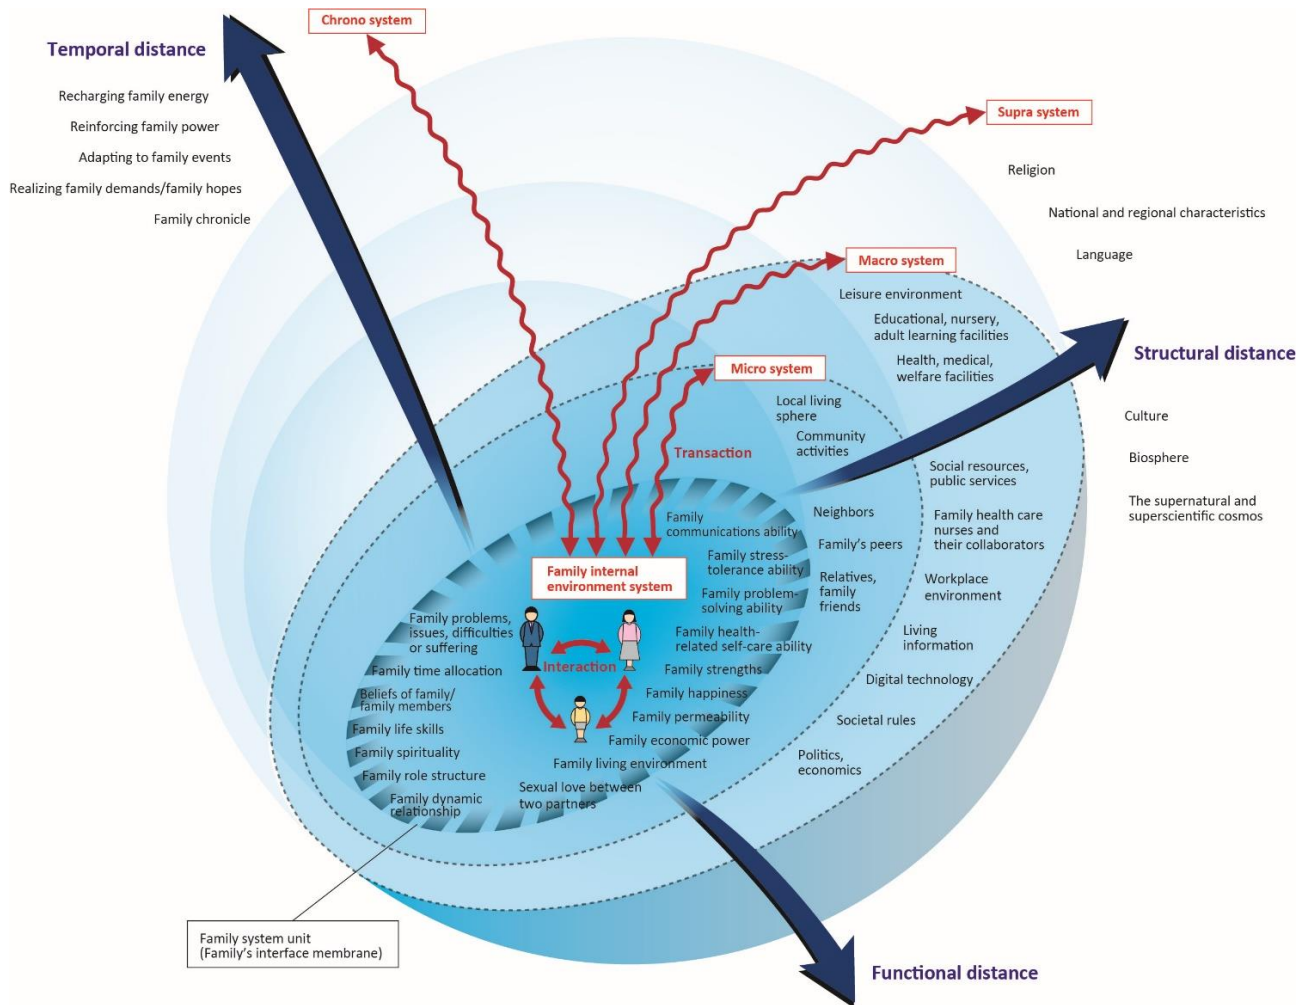 Chrono system
Temporal distance
Recharging family energy
Reinforcing family power
Adapting to family events
Realizing family demands/family hopes
Family chronicle
Supra system
Religion
National and regional characteristics
Language
Macro system
Leisure environment
Educational, nursery,
adult learning facilities
Health, medical,
welfare facilities
Structural distance
Micro system
Local living
sphere
Community
activities
Transaction
Culture
Biosphere
The supernatural and
superscientific cosmos
Social resources,
public services
Family health care
nurses and
their collaborators
Workplace
environment
Living
information
Digital technology
Societal rules
Politics,
economics
Neighbors
Family's peers
Relatives,
family
friends
Family
communications ability
Family stress-
tolerance ability
Family problem-
solving ability
Family health-
related self-care ability
Family strengths
Family happiness
Family permeability
Family economic power
Family living environment
Sexual love between
two partners
Family internal
environment system
Interaction
Family problems,
issues, difficulties
or suffering
Family time allocation
Beliefs of family/
family members
Family life skills
Family spirituality
Family role structure
Family dynamic
relationship
Family system unit
(Family's interface membrane)
Functional distance